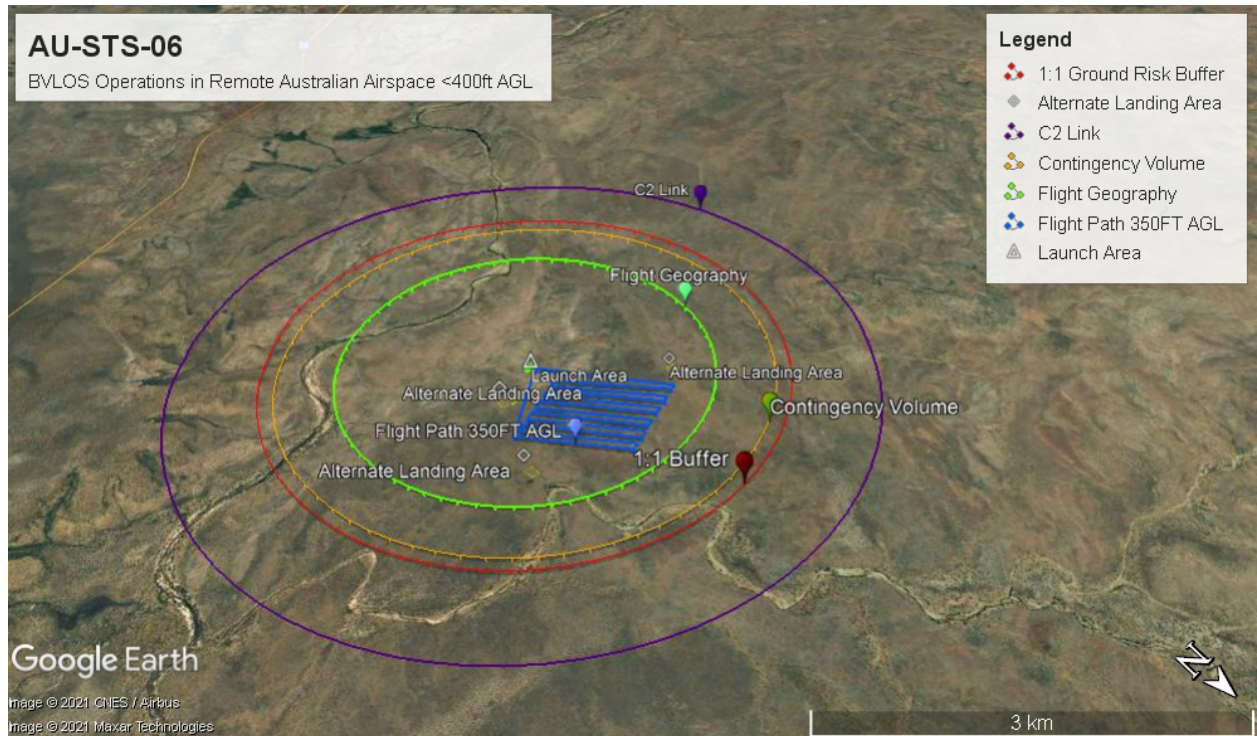 AU-STS-06
BVLOS Operations in Remote Australian Airspace <400ft AGL
Legend
1:1 Ground Risk Buffer
Alternate Landing Area
C2 Link
Contingency Volume
Flight Geography
Flight Path 350FT AGL
Launch Area
C2 Link
Flight Geography
Launch Area
Alternate Landing Area
Alternate Landing Area
Contingency Volume
Flight Path 350FT AGL
1:1 Buffer
Alternate Landing Area
Google Earth
Image © 2021 CNES / Airbus
Image © 2021 Maxar Technologies
N
3 km